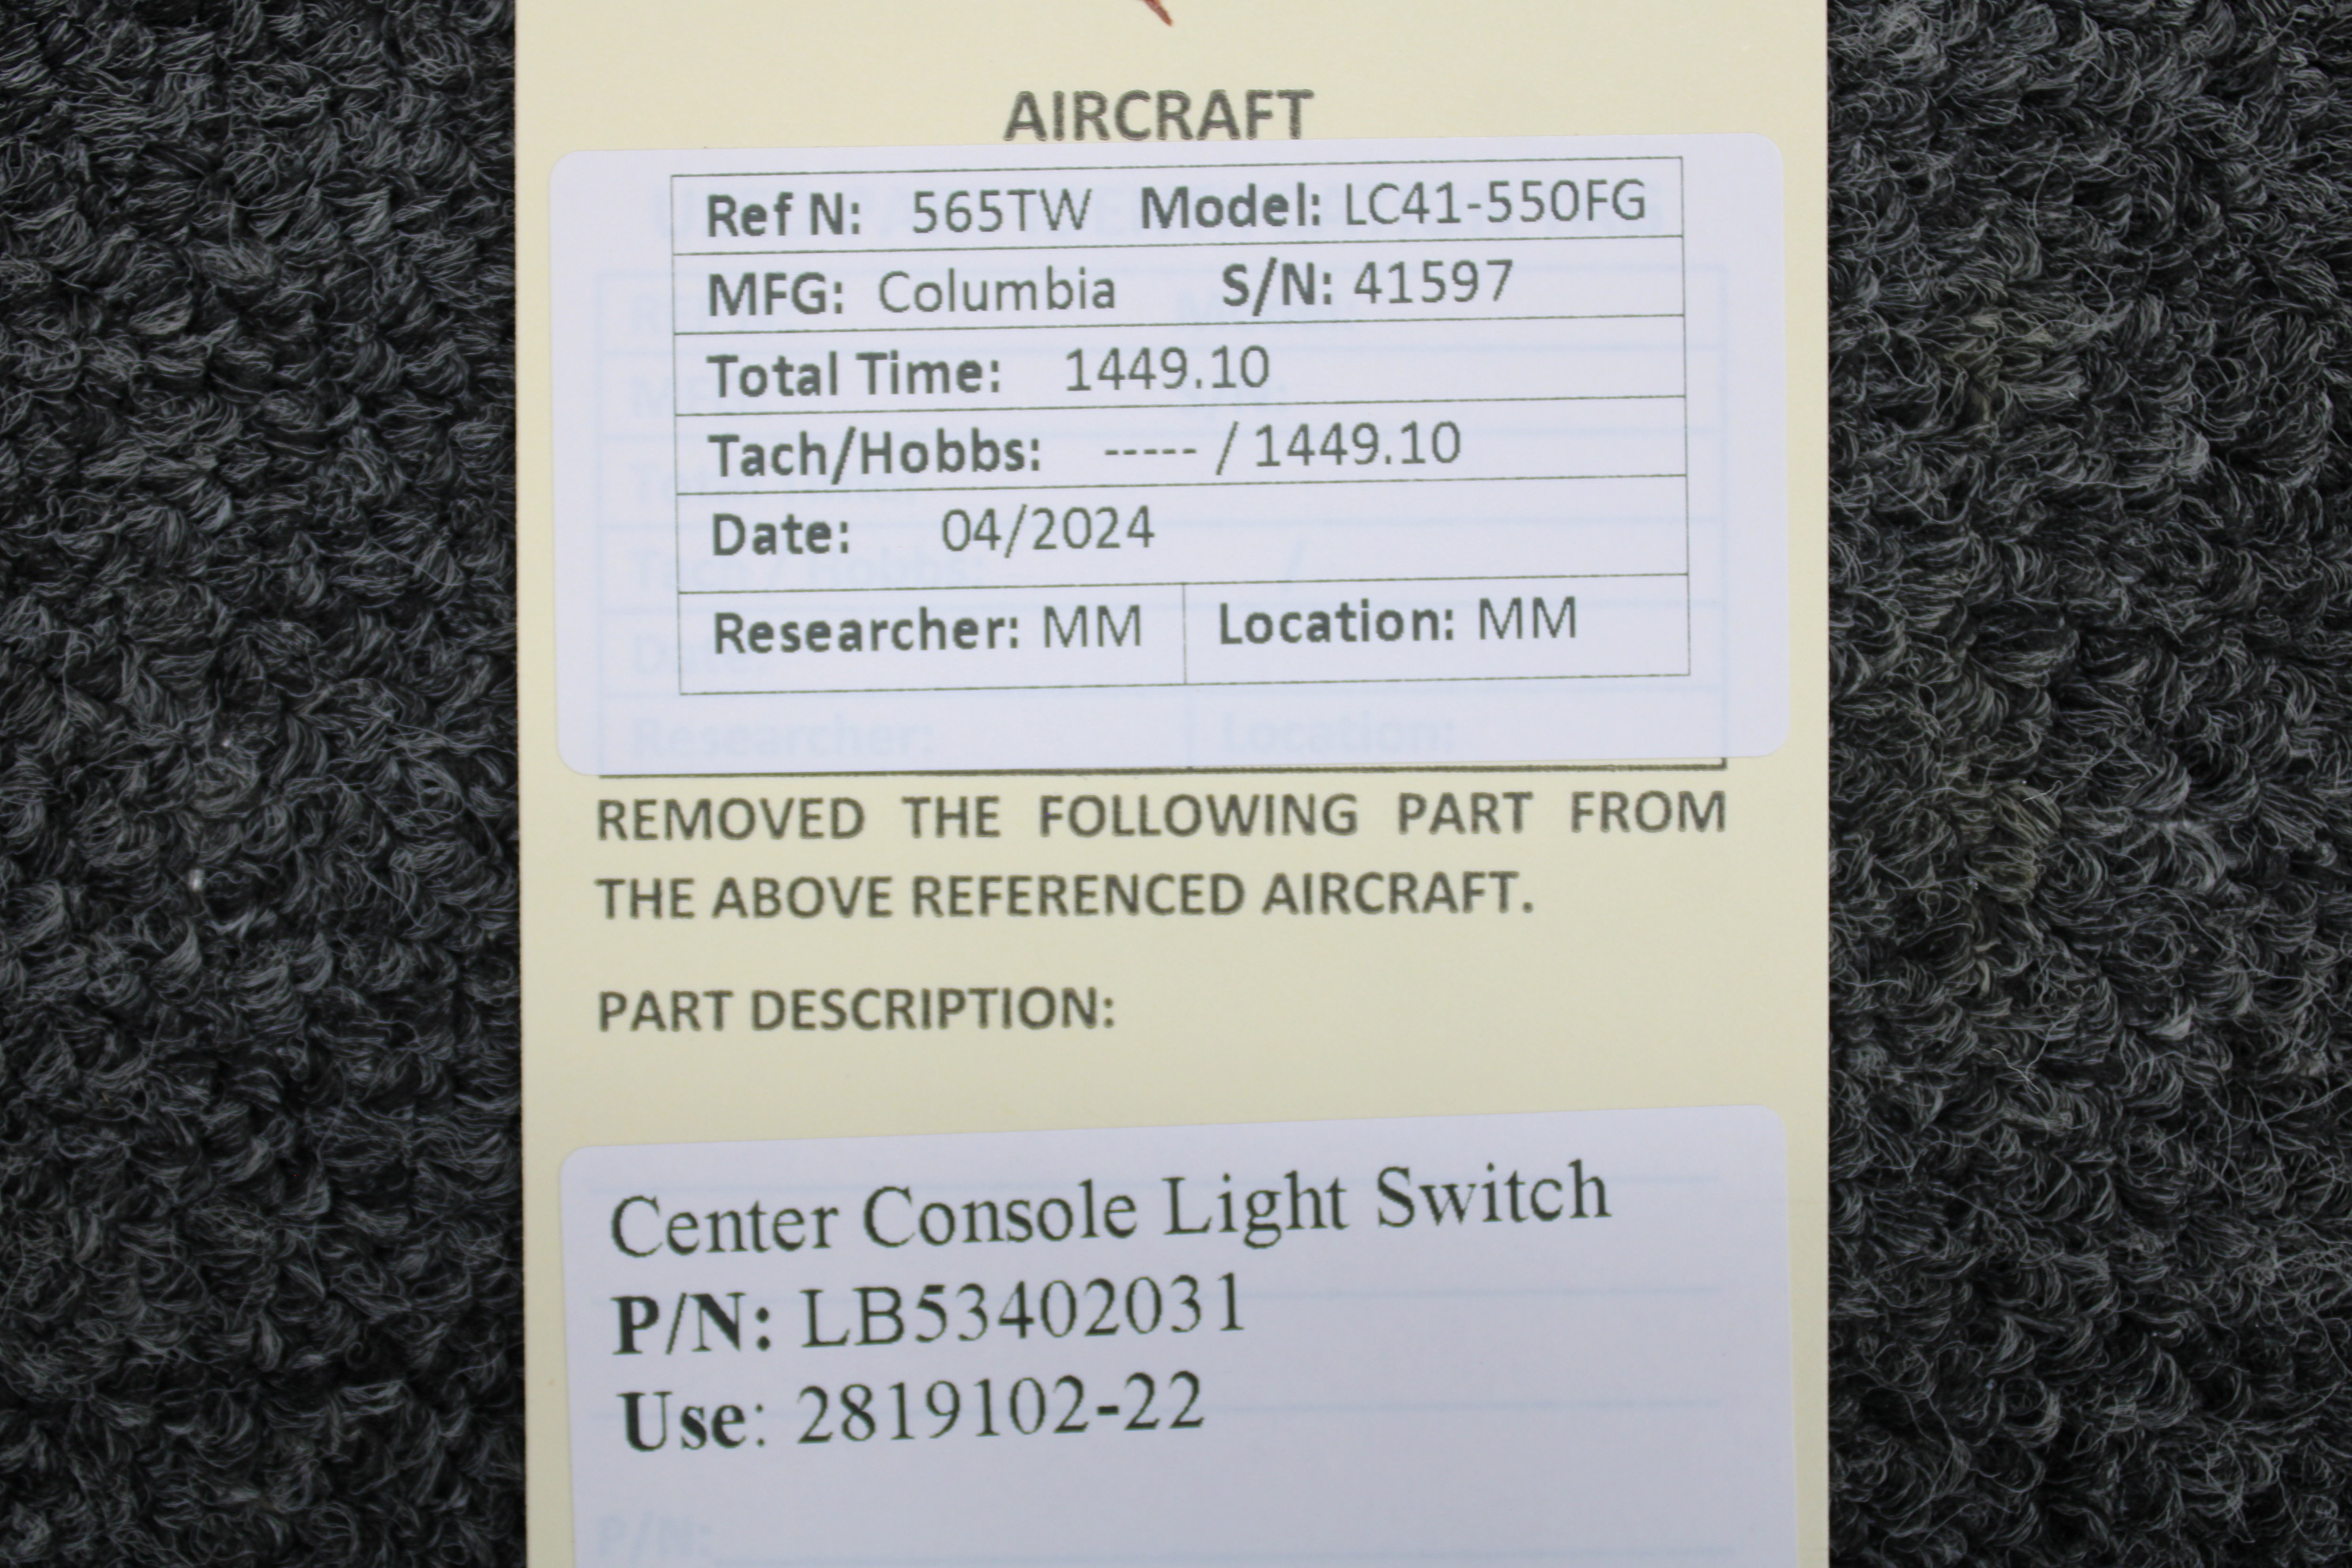 AIRCRAFT
Ref N: 565TW Model: LC41-550FG
MFG: Columbia S/N: 41597
Total Time: 1449.10
Tach/Hobbs: ----- / 1449.10
Date: 04/2024
Researcher: MM Location: MM
Researcher: Location:
REMOVED THE FOLLOWING PART FROM
THE ABOVE REFERENCED AIRCRAFT.
PART DESCRIPTION:
Center Console Light Switch
P/N: LB53402031
Use: 2819102-22
P/N: